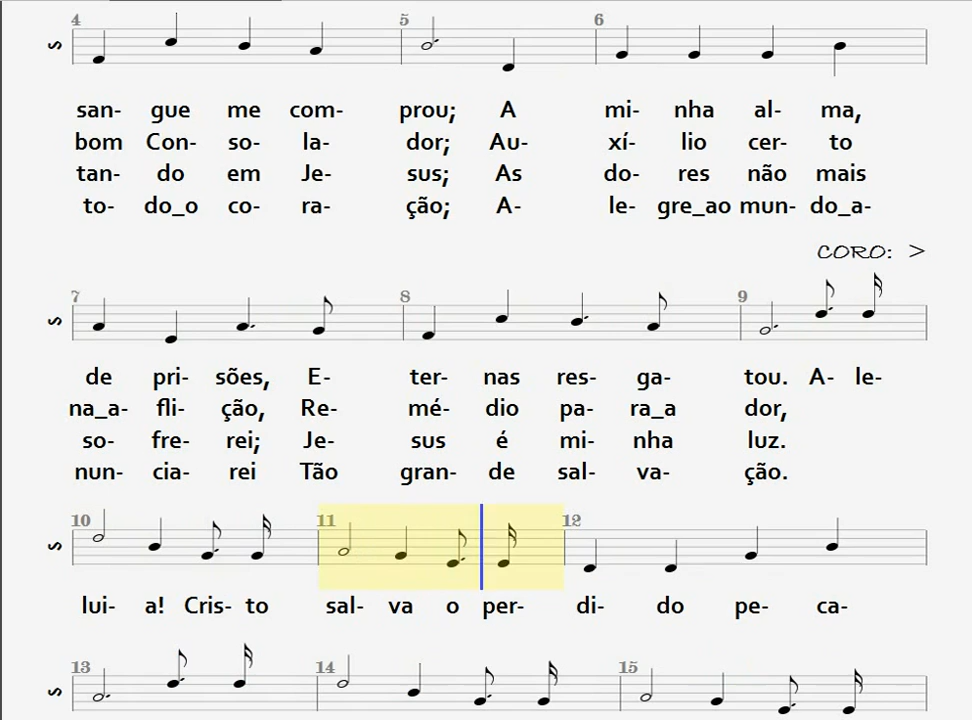 4 5 6
S
san- gue me com- prou; A mi- nha al- ma,
bom Con- so- la- dor; Au- xí- lio cer- to
tan- do em Je- sus; As do- res não mais
to- do_o co- ra- ção; A- le- gre_ao mun- do_a-
CORO: >
7 8 9
S
de pri- sões, E- ter- nas res- ga- tou. A- le-
na_a- fli- ção, Re- mé- dio pa- ra_a dor,
so- fre- rei; Je- sus é mi- nha luz.
nun- cia- rei Tão gran- de sal- va- ção.
10 11 12
S
lui- a! Cris- to sal- va o per- di- do pe- ca-
13 14 15
S